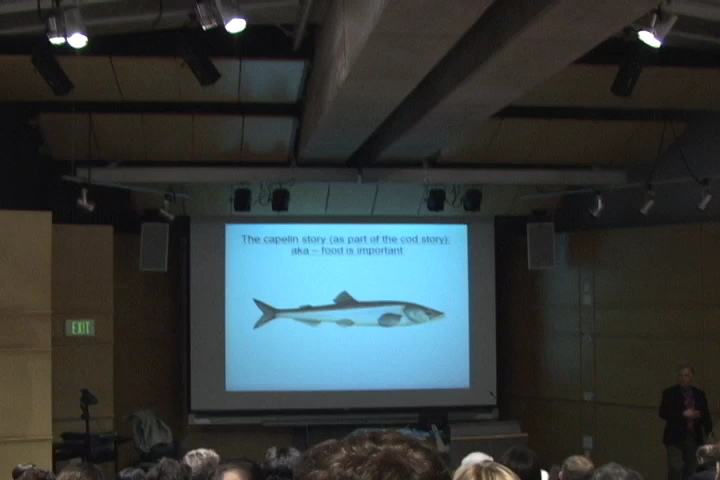 The capelin story (as part of the cod story):
aka – food is important
EXIT